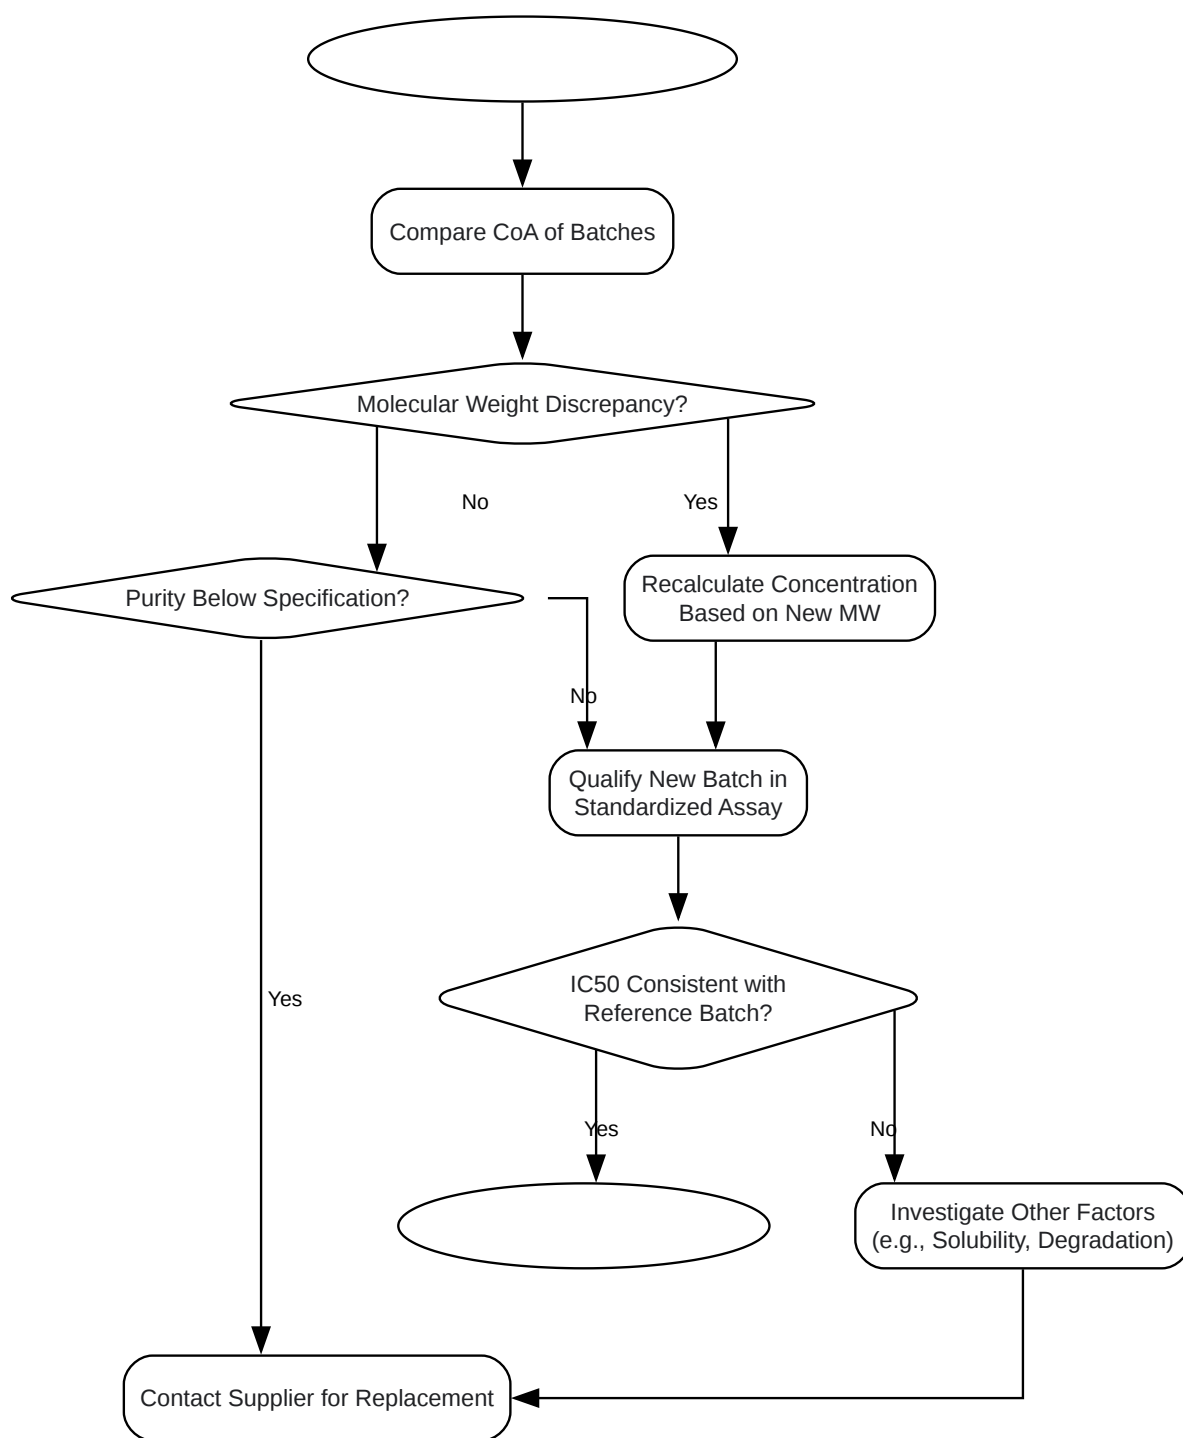 Compare CoA of Batches
Molecular Weight Discrepancy?
No
Yes
Purity Below Specification?
Recalculate Concentration
Based on New MW
No
Qualify New Batch in
Standardized Assay
IC50 Consistent with
Reference Batch?
Yes
Yes
No
Investigate Other Factors
(e.g., Solubility, Degradation)
Contact Supplier for Replacement